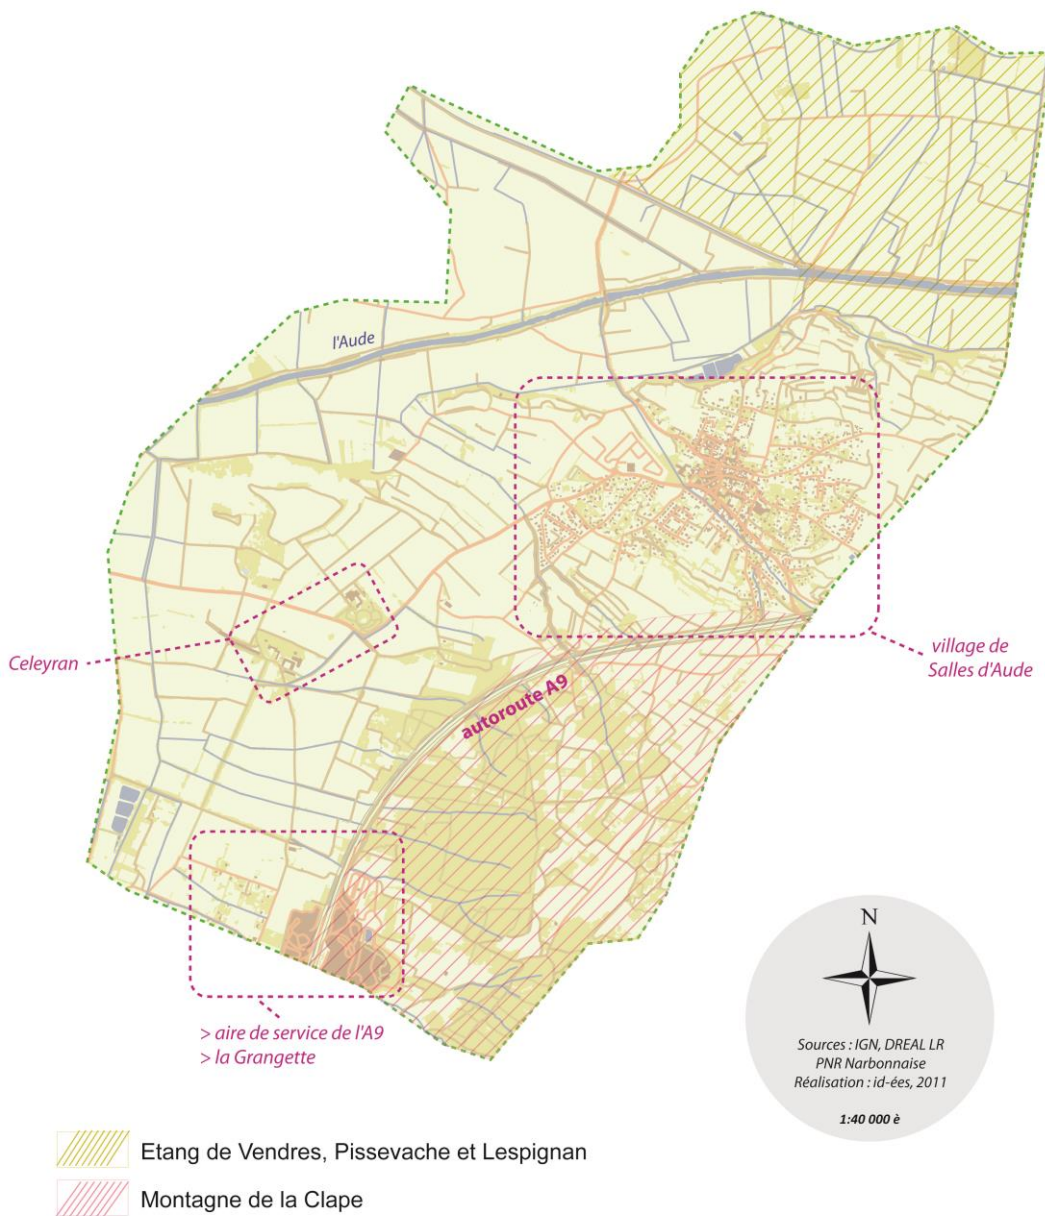 l'Aude
Celeyran
village de
Salles d'Aude
autoroute A9
> aire de service de l'A9
> la Grangette
N
Sources : IGN, DREAL LR
PNR Narbonnaise
Réalisation : id-ées, 2011
1:40 000 è
Etang de Vendres, Pissevache et Lespignan
Montagne de la Clape